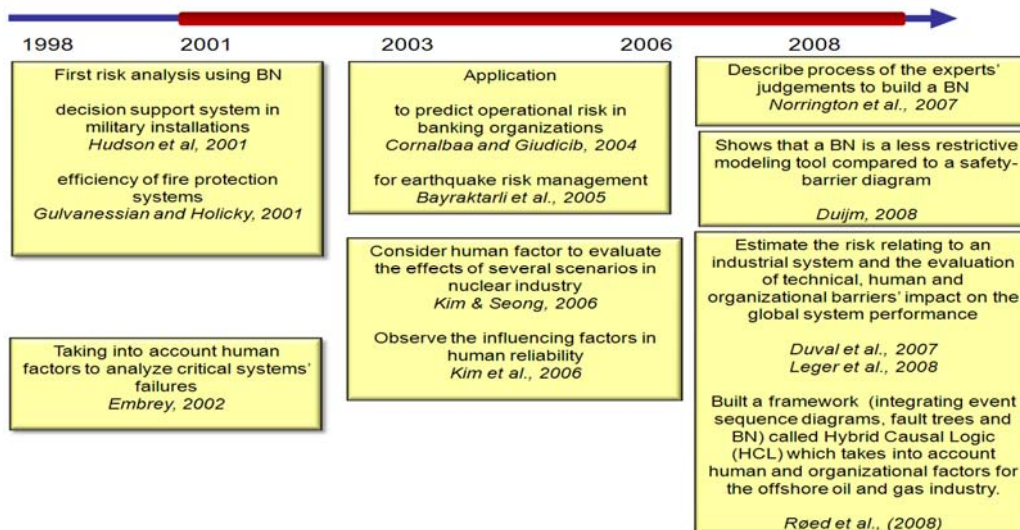 1998 2001 2003 2006 2008
First risk analysis using BN
decision support system in
military installations
Hudson et al, 2001
efficiency of fire protection
systems
Gulvanessian and Holicky, 2001
Taking into account human
factors to analyze critical systems'
failures
Embrey, 2002
Application
to predict operational risk in
banking organizations
Cornalbaa and Giudicib, 2004
for earthquake risk management
Bayraktarli et al., 2005
Consider human factor to evaluate
the effects of several scenarios in
nuclear industry
Kim & Seong, 2006
Observe the influencing factors in
human reliability
Kim et al., 2006
Describe process of the experts'
judgements to build a BN
Norrington et al., 2007
Shows that a BN is a less restrictive
modeling tool compared to a safety-
barrier diagram
Duijm, 2008
Estimate the risk relating to an
industrial system and the evaluation
of technical, human and
organizational barriers' impact on the
global system performance
Duval et al., 2007
Leger et al., 2008
Built a framework (integrating event
sequence diagrams, fault trees and
BN) called Hybrid Causal Logic
(HCL) which takes into account
human and organizational factors for
the offshore oil and gas industry.
Røed et al., (2008)